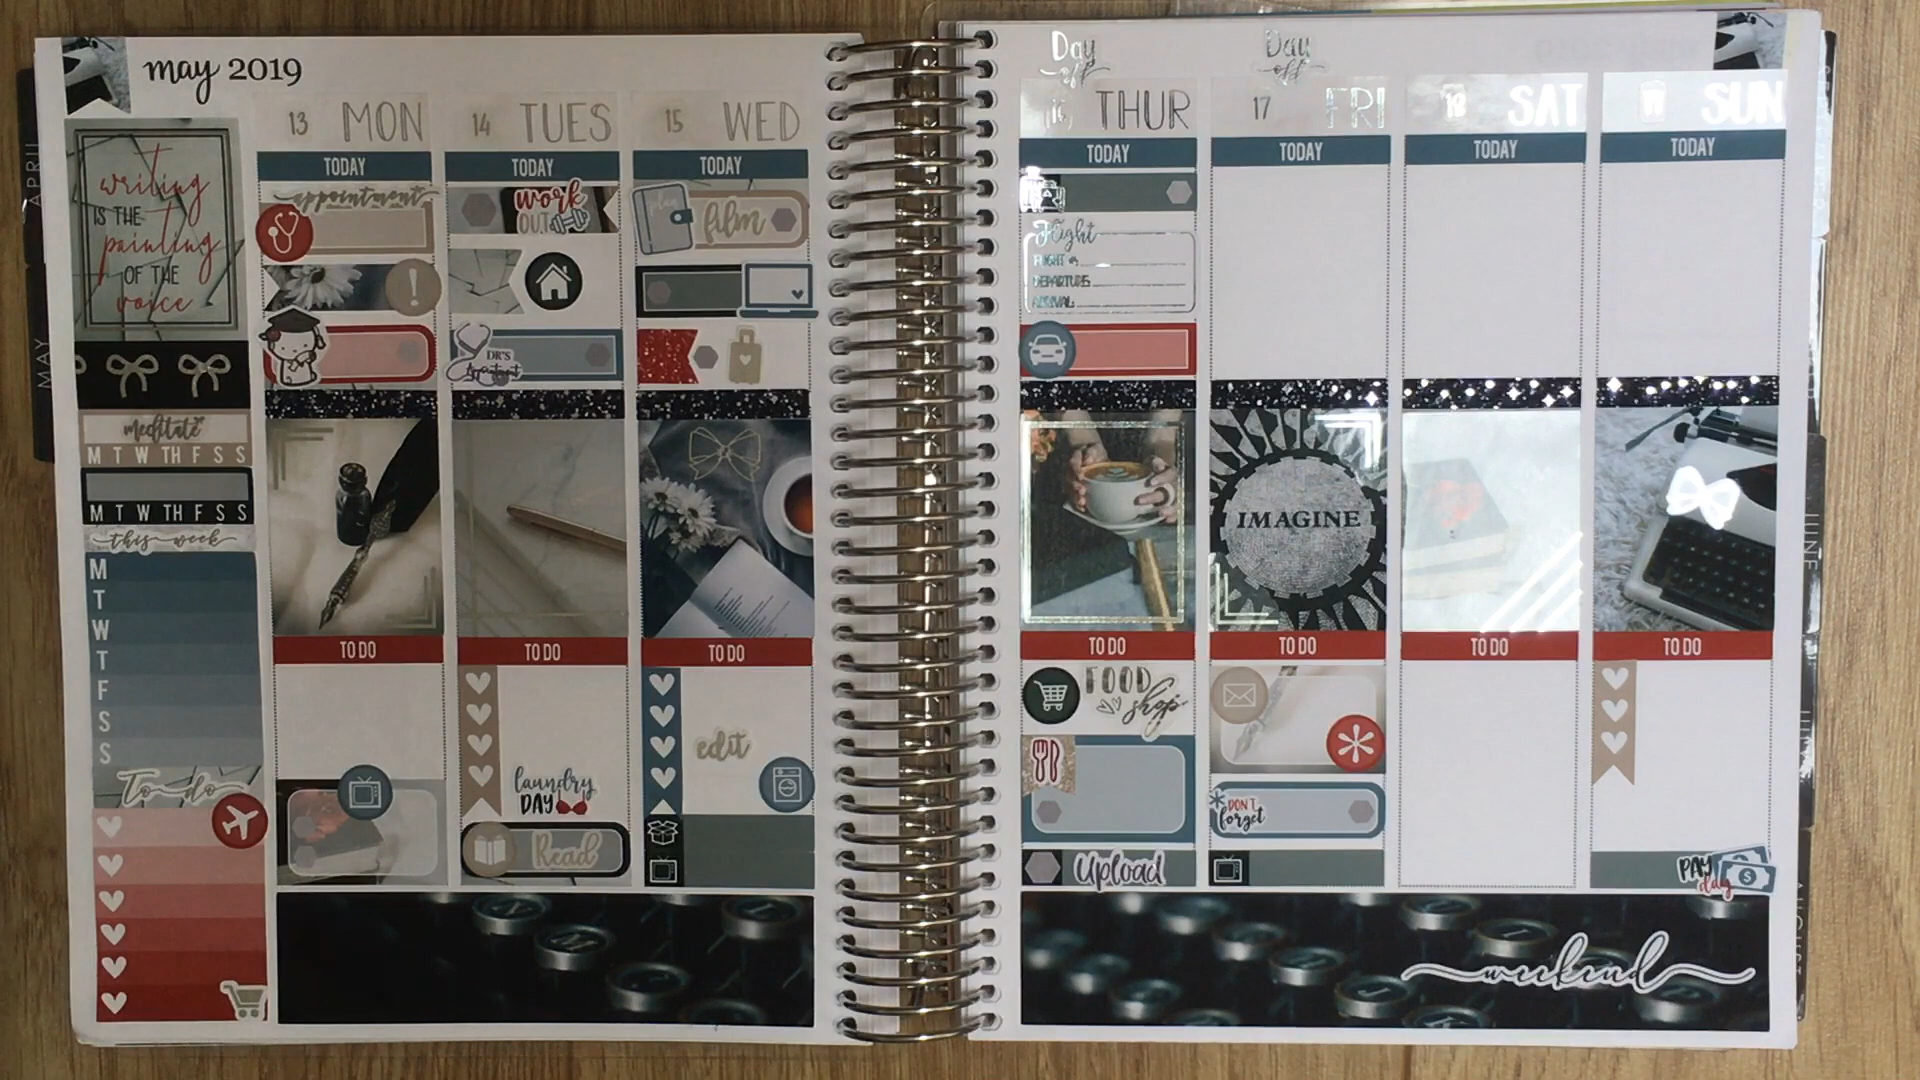 may 2019
writing
IS THE
painting
OF THE
voice
meditate
M T W TH F S S
M T W TH F S S
this week
M
T
W
T
F
S
S
To do
13 MON
TODAY
appointment
TO DO
14 TUES
TODAY
work
OUT
DR'S
Appointment
TO DO
laundry
DAY
Read
15 WED
TODAY
plan
film
TO DO
edit
Day
off
16 THUR
TODAY
Flight
FLIGHT #
DEPARTURE
ARRIVAL
TO DO
FOOD
shop
Upload
Day
off
17 FRI
TODAY
IMAGINE
TO DO
DON'T
forget
18 SAT
TODAY
TO DO
SUN
TODAY
TO DO
PAY
day
weekend
APRIL
MAY
JUNE
AUGUST